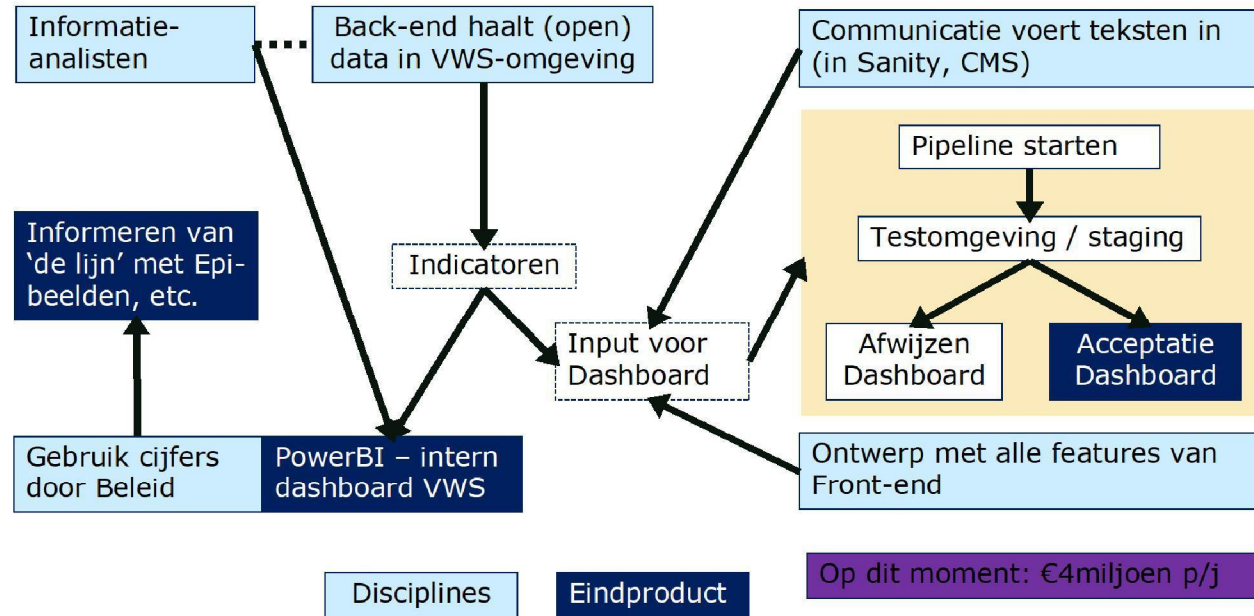 Informatie-
analisten
Back-end haalt (open)
data in VWS-omgeving
Communicatie voert teksten in
(in Sanity, CMS)
Pipeline starten
Testomgeving / staging
Afwijzen
Dashboard
Acceptatie
Dashboard
Informeren van
‘de lijn’ met Epi-
beelden, etc.
Indicatoren
Input voor
Dashboard
Gebruik cijfers
door Beleid
PowerBI – intern
dashboard VWS
Ontwerp met alle features van
Front-end
Disciplines
Eindproduct
Op dit moment: €4miljoen p/j